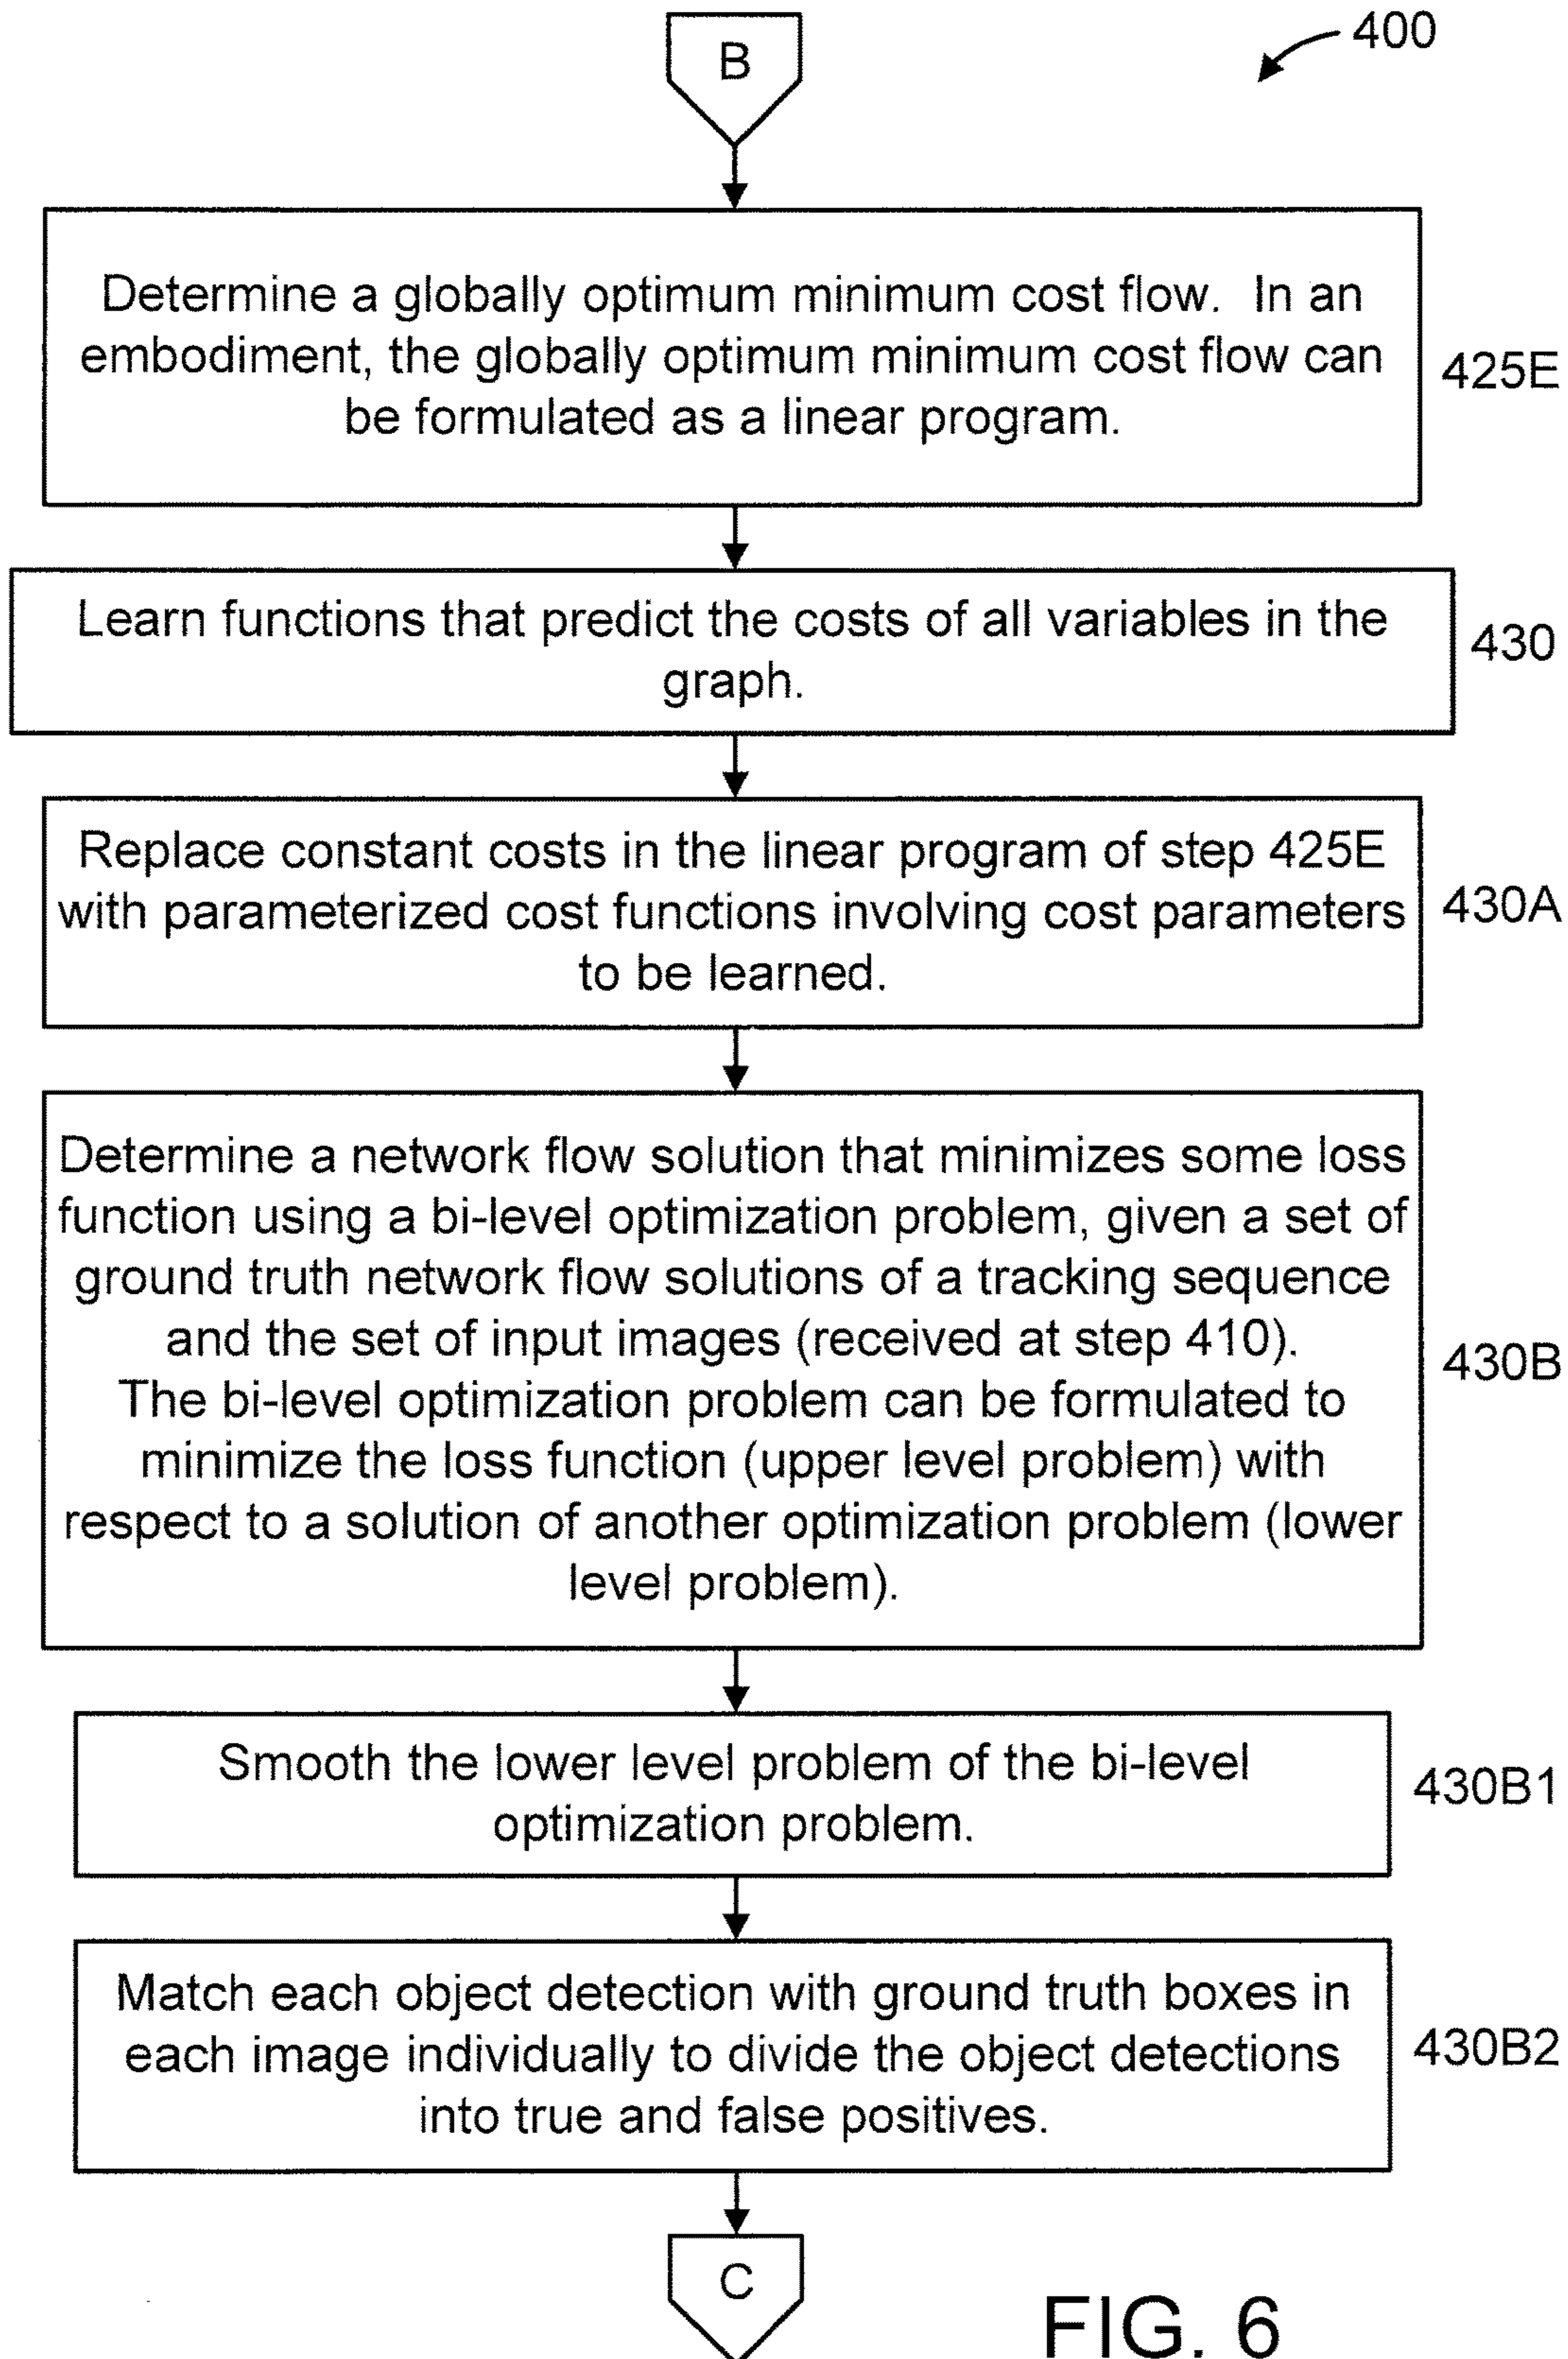 B
400
Determine a globally optimum minimum cost flow. In an
embodiment, the globally optimum minimum cost flow can
be formulated as a linear program.
425E
Learn functions that predict the costs of all variables in the
graph.
430
Replace constant costs in the linear program of step 425E
with parameterized cost functions involving cost parameters
to be learned.
430A
Determine a network flow solution that minimizes some loss
function using a bi-level optimization problem, given a set of
ground truth network flow solutions of a tracking sequence
and the set of input images (received at step 410).
The bi-level optimization problem can be formulated to
minimize the loss function (upper level problem) with
respect to a solution of another optimization problem (lower
level problem).
430B
Smooth the lower level problem of the bi-level
optimization problem.
430B1
Match each object detection with ground truth boxes in
each image individually to divide the object detections
into true and false positives.
430B2
C
FIG. 6